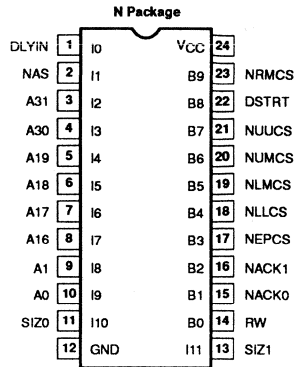 N Package
DLYIN 1 I0 VCC 24
NAS 2 I1 B9 23 NRMCS
A31 3 I2 B8 22 DSTRT
A30 4 I3 B7 21 NUUCS
A19 5 I4 B6 20 NUMCS
A18 6 I5 B5 19 NLMCS
A17 7 I6 B4 18 NLLCS
A16 8 I7 B3 17 NEPCS
A1 9 I8 B2 16 NACK1
A0 10 I9 B1 15 NACK0
SIZ0 11 I10 B0 14 RW
12 GND I11 13 SIZ1